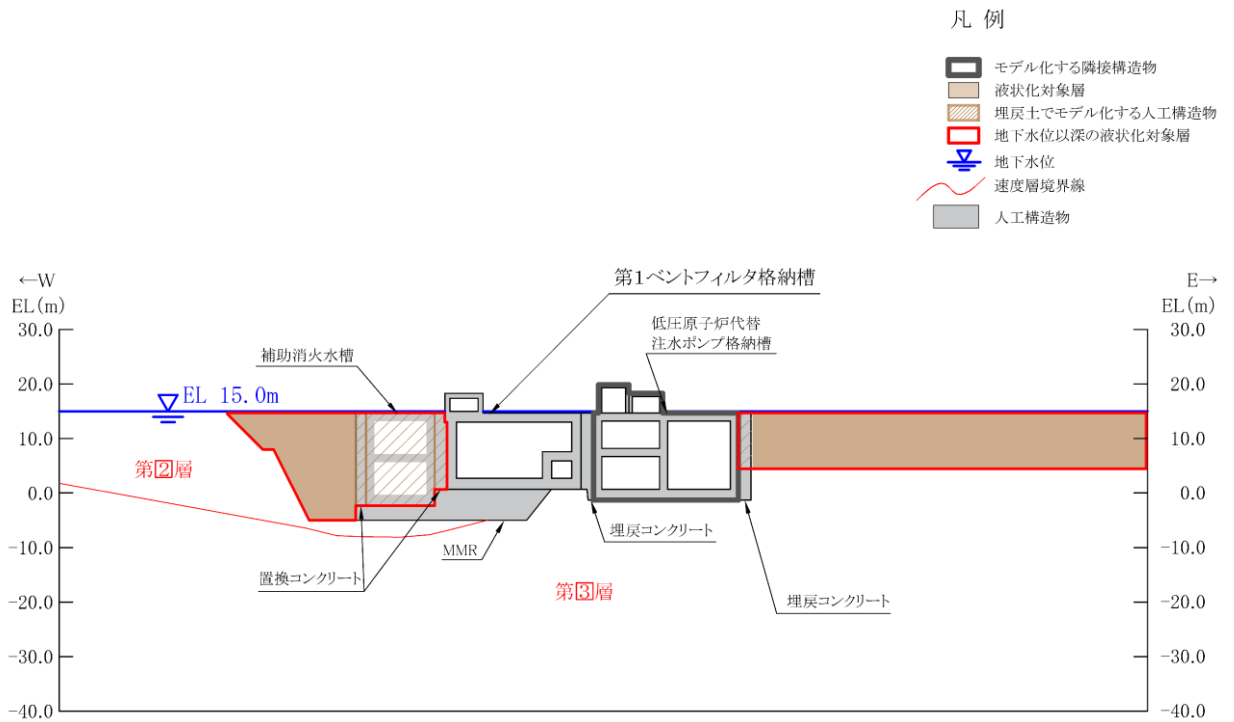 凡 例
モデル化する隣接構造物
液状化対象層
埋戻土でモデル化する人工構造物
地下水位以深の液状化対象層
地下水位
速度層境界線
人工構造物
←W
EL(m)
E→
EL(m)
第1ベントフィルタ格納槽
低圧原子炉代替
注水ポンプ格納槽
補助消火水槽
EL 15.0m
30.0
20.0
10.0
0.0
-10.0
-20.0
-30.0
-40.0
30.0
20.0
10.0
0.0
-10.0
-20.0
-30.0
-40.0
第2層
埋戻コンクリート
MMR
置換コンクリート
第3層
埋戻コンクリート